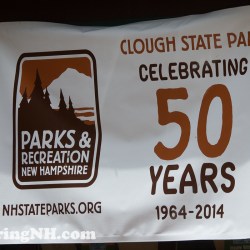 CLOUGH STATE PAR
CELEBRATING
50
YEARS
1964-2014
PARKS &
RECREATION
NEW HAMPSHIRE
NHSTATEPARKS.ORG
ringNH.com